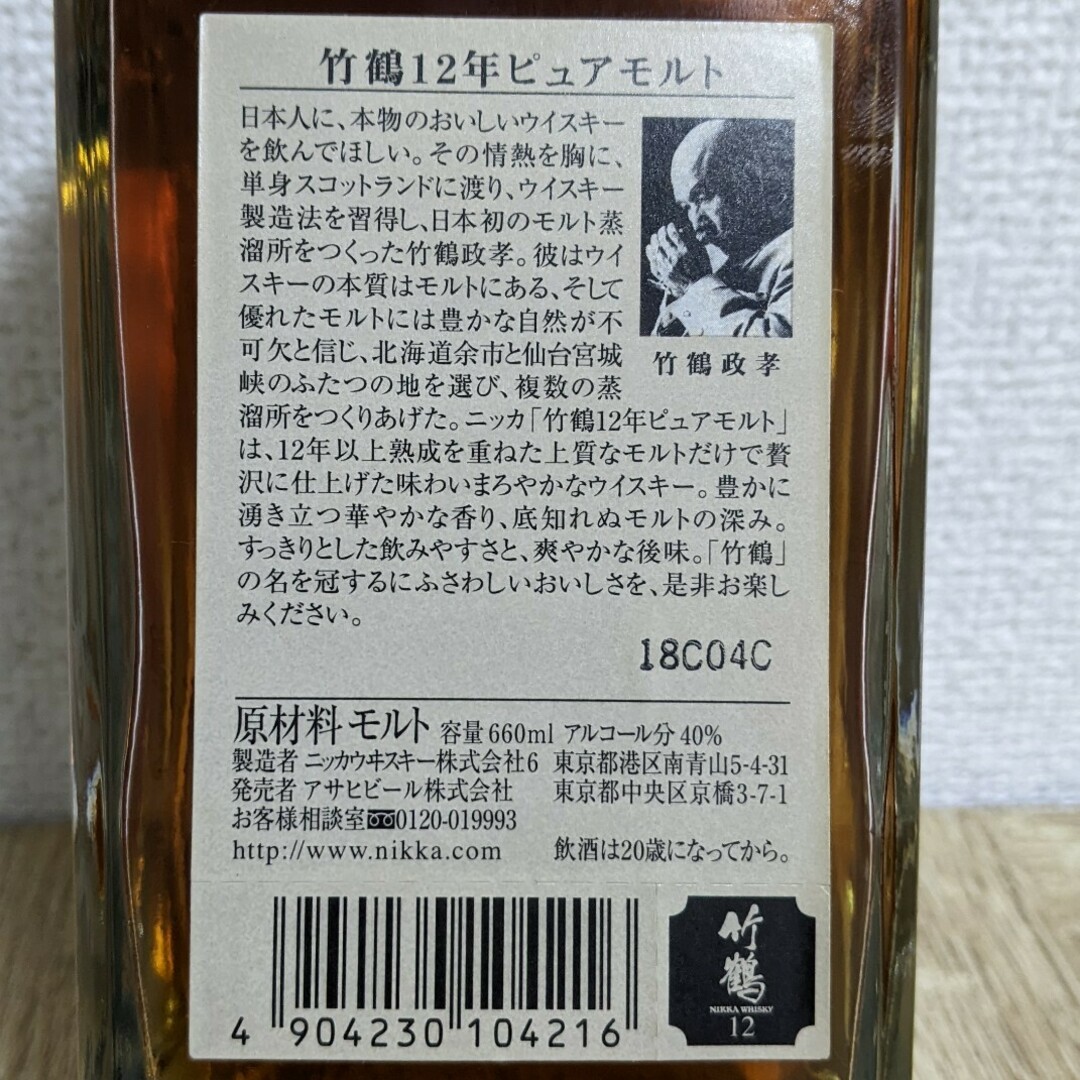 竹鶴12年ピュアモルト
日本人に、本物のおいしいウイスキー
を飲んでほしい。その情熱を胸に、
単身スコットランドに渡り、ウイスキー
製造法を習得し、日本初のモルト蒸
溜所をつくった竹鶴政孝。彼はウイ
スキーの本質はモルトにある、そして
優れたモルトには豊かな自然が不
可欠と信じ、北海道余市と仙台宮城
峡のふたつの地を選び、複数の蒸
溜所をつくりあげた。ニッカ「竹鶴12年ピュアモルト」
は、12年以上熟成を重ねた上質なモルトだけで贅
沢に仕上げた味わいまろやかなウイスキー。豊かに
湧き立つ華やかな香り、底知れぬモルトの深み。
すっきりとした飲みやすさと、爽やかな後味。「竹鶴」
の名を冠するにふさわしいおいしさを、是非お楽し
みください。
竹鶴政孝
18C04C
原材料 モルト 容量 660ml アルコール分 40%
製造者 ニッカウヰスキー株式会社6 東京都港区南青山5-4-31
発売者 アサヒビール株式会社 東京都中央区京橋3-7-1
お客様相談室0120-019993
http://www.nikka.com 飲酒は20歳になってから。
4 904230 104216
竹鶴
NIKKA WHISKY
12